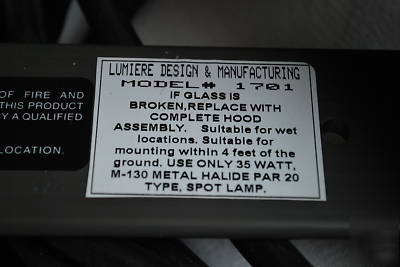 LUMIERE DESIGN & MANUFACTURING
MODEL# 1701
IF GLASS IS
BROKEN,REPLACE WITH
COMPLETE HOOD
ASSEMBLY. Suitable for wet
locations. Suitable for
mounting within 4 feet of the
ground. USE ONLY 35 WATT,
M-130 METAL HALIDE PAR 20
TYPE, SPOT LAMP.
OF FIRE AND
THIS PRODUCT
BY A QUALIFIED
LOCATION.